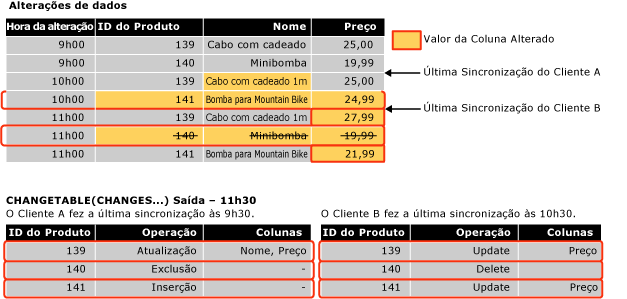 Alterações de dados
Hora da alteração ID do Produto Nome Preço
9h00 139 Cabo com cadeado 25,00
9h00 140 Minibomba 19,99
10h00 139 Cabo com cadeado 1m 25,00
10h00 141 Bomba para Mountain Bike 24,99
11h00 139 Cabo com cadeado 1m 27,99
11h00 140 Minibomba 19,99
11h00 141 Bomba para Mountain Bike 21,99
Valor da Coluna Alterado
Última Sincronização do Cliente A
Última Sincronização do Cliente B
CHANGETABLE(CHANGES...) Saída – 11h30
O Cliente A fez a última sincronização às 9h30.
ID do Produto Operação Colunas
139 Atualização Nome, Preço
140 Exclusão -
141 Inserção -
O Cliente B fez a última sincronização às 10h30.
ID do Produto Operação Colunas
139 Update Preço
140 Delete
141 Update Preço